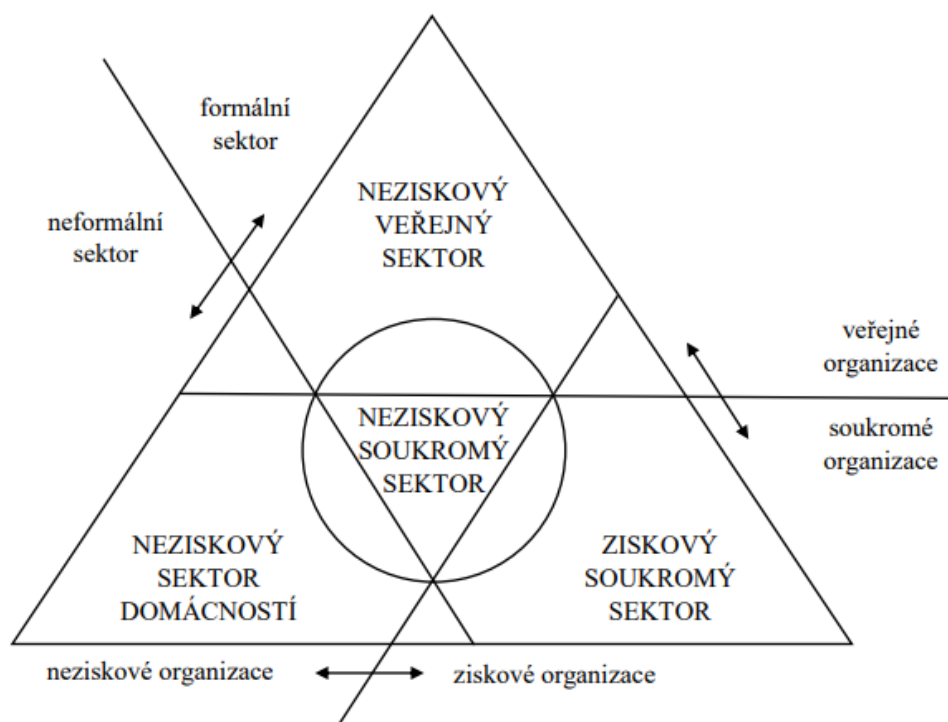 formální
sektor
neformální
sektor
NEZISKOVÝ
VEŘEJNÝ
SEKTOR
veřejné
organizace
soukromé
organizace
NEZISKOVÝ
SOUKROMÝ
SEKTOR
NEZISKOVÝ
SEKTOR
DOMÁCNOSTÍ
ZISKOVÝ
SOUKROMÝ
SEKTOR
neziskové organizace
ziskové organizace